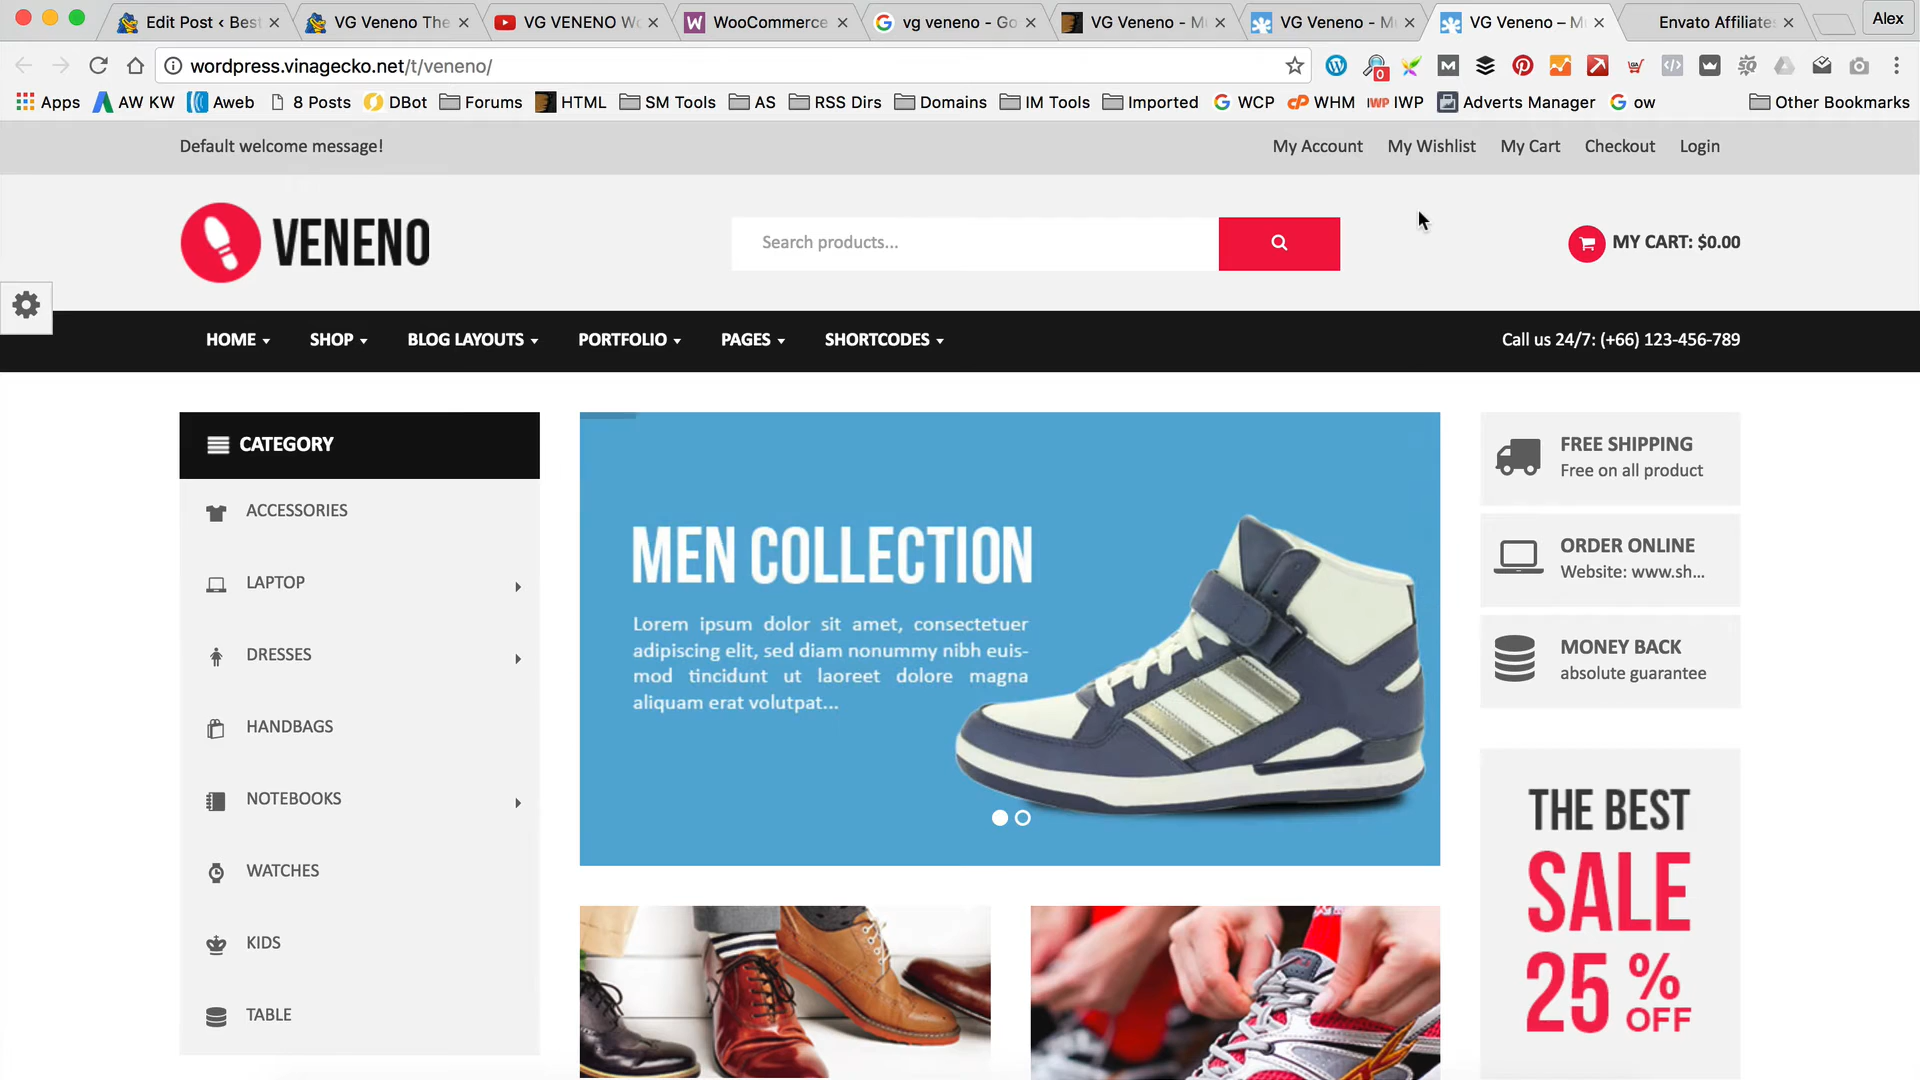 Edit Post ‹ Best
VG Veneno The
VG VENENO Wo
WooCommerce
vg veneno - Go
VG Veneno - Mu
VG Veneno - Mu
VG Veneno – Mu
Envato Affiliates
Alex
wordpress.vinagecko.net/t/veneno/
0
Apps
AW KW
Aweb
8 Posts
DBot
Forums
HTML
SM Tools
AS
RSS Dirs
Domains
IM Tools
Imported
WCP
WHM
IWP IWP
Adverts Manager
ow
Other Bookmarks
Default welcome message!
My Account
My Wishlist
My Cart
Checkout
Login
VENENO
Search products...
MY CART: $0.00
HOME
SHOP
BLOG LAYOUTS
PORTFOLIO
PAGES
SHORTCODES
Call us 24/7: (+66) 123-456-789
CATEGORY
ACCESSORIES
LAPTOP
DRESSES
HANDBAGS
NOTEBOOKS
WATCHES
KIDS
TABLE
MEN COLLECTION
Lorem ipsum dolor sit amet, consectetuer
adipiscing elit, sed diam nonummy nibh euis-
mod tincidunt ut laoreet dolore magna
aliquam erat volutpat...
FREE SHIPPING
Free on all product
ORDER ONLINE
Website: www.sh...
MONEY BACK
absolute guarantee
THE BEST
SALE
25 %
OFF